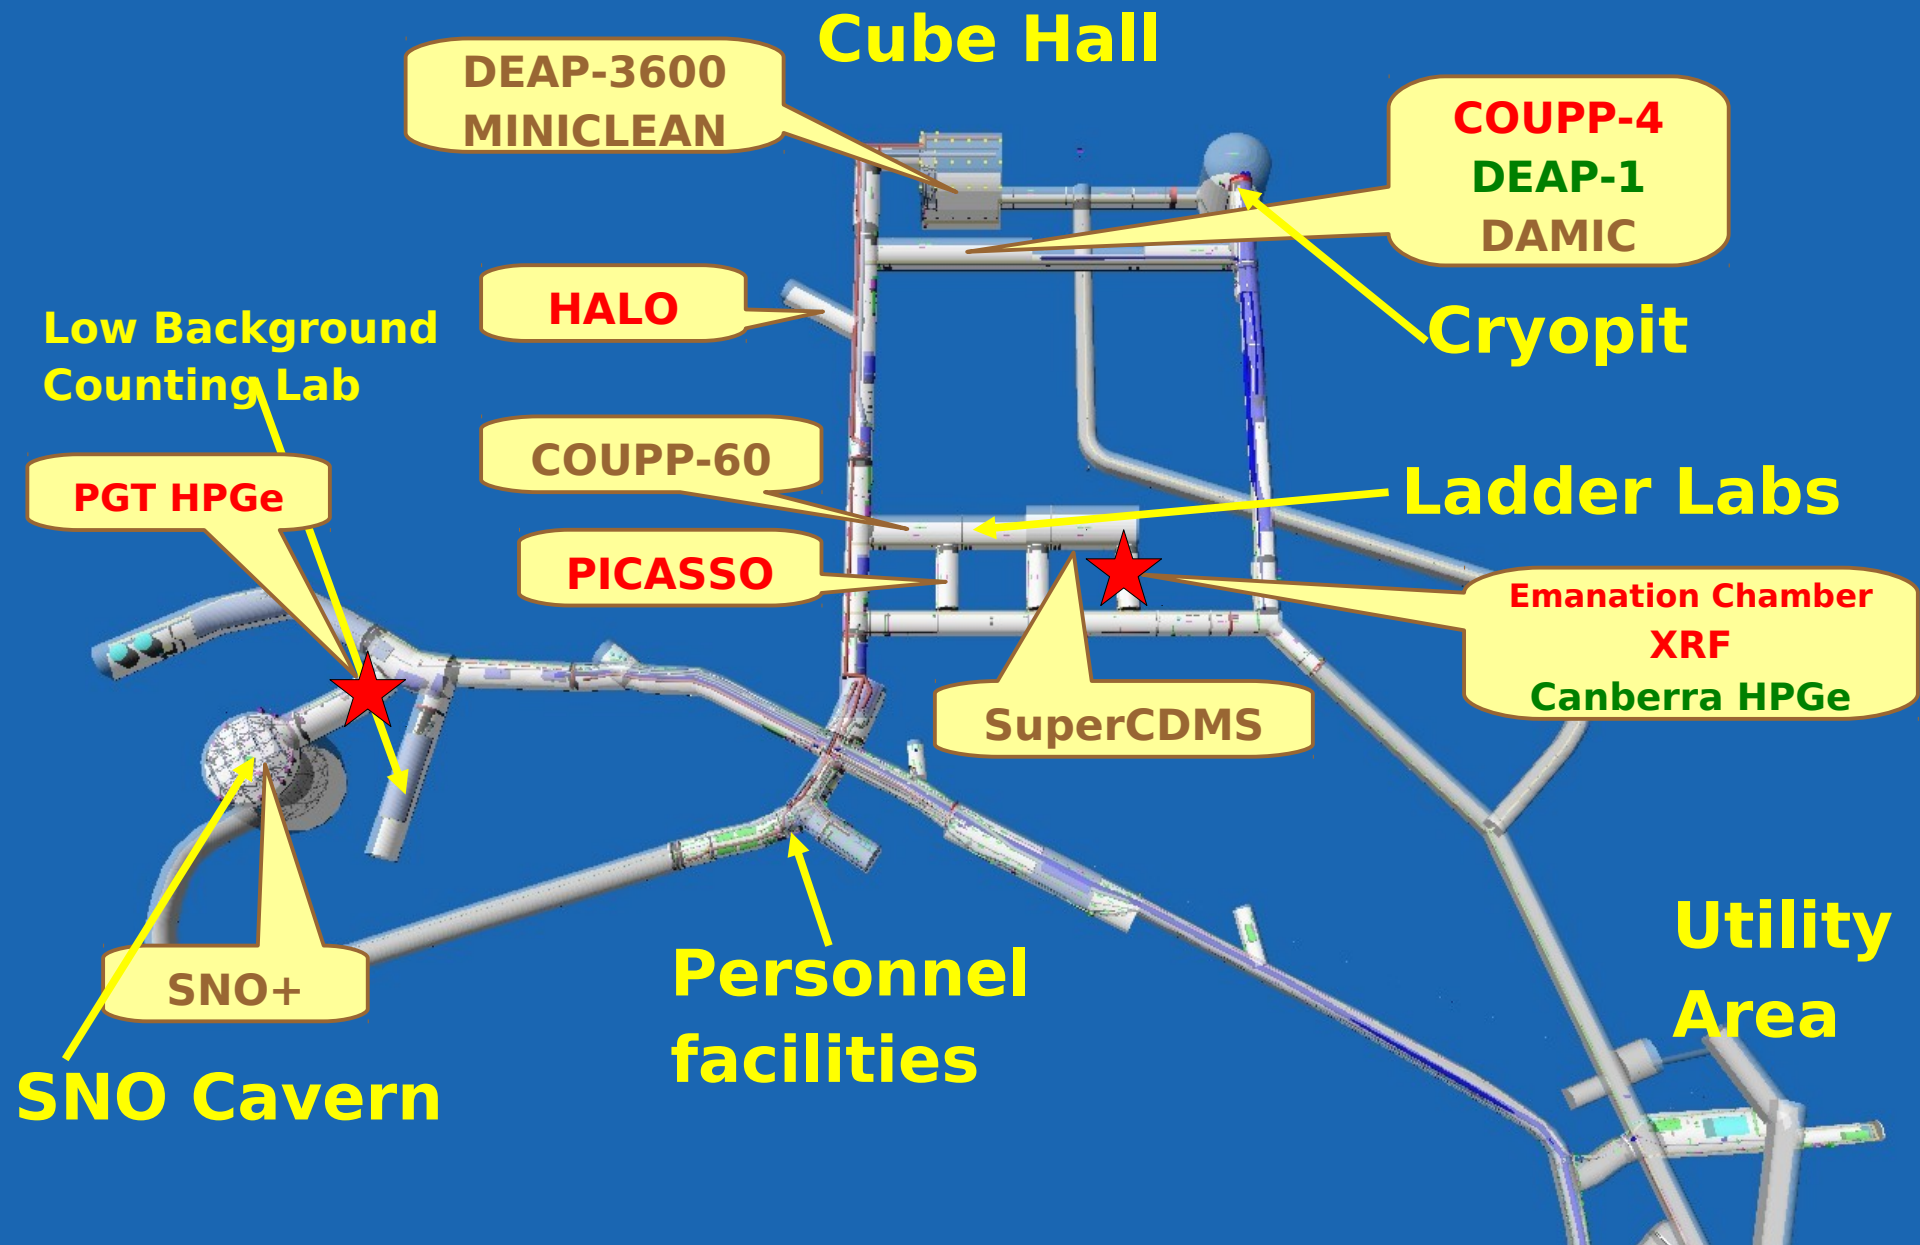 Cube Hall
DEAP-3600
MINICLEAN
COUPP-4
DEAP-1
DAMIC
HALO
Low Background
Counting Lab
Cryopit
COUPP-60
PGT HPGe
Ladder Labs
PICASSO
Emanation Chamber
XRF
Canberra HPGe
SuperCDMS
SNO+
Personnel
facilities
Utility
Area
SNO Cavern